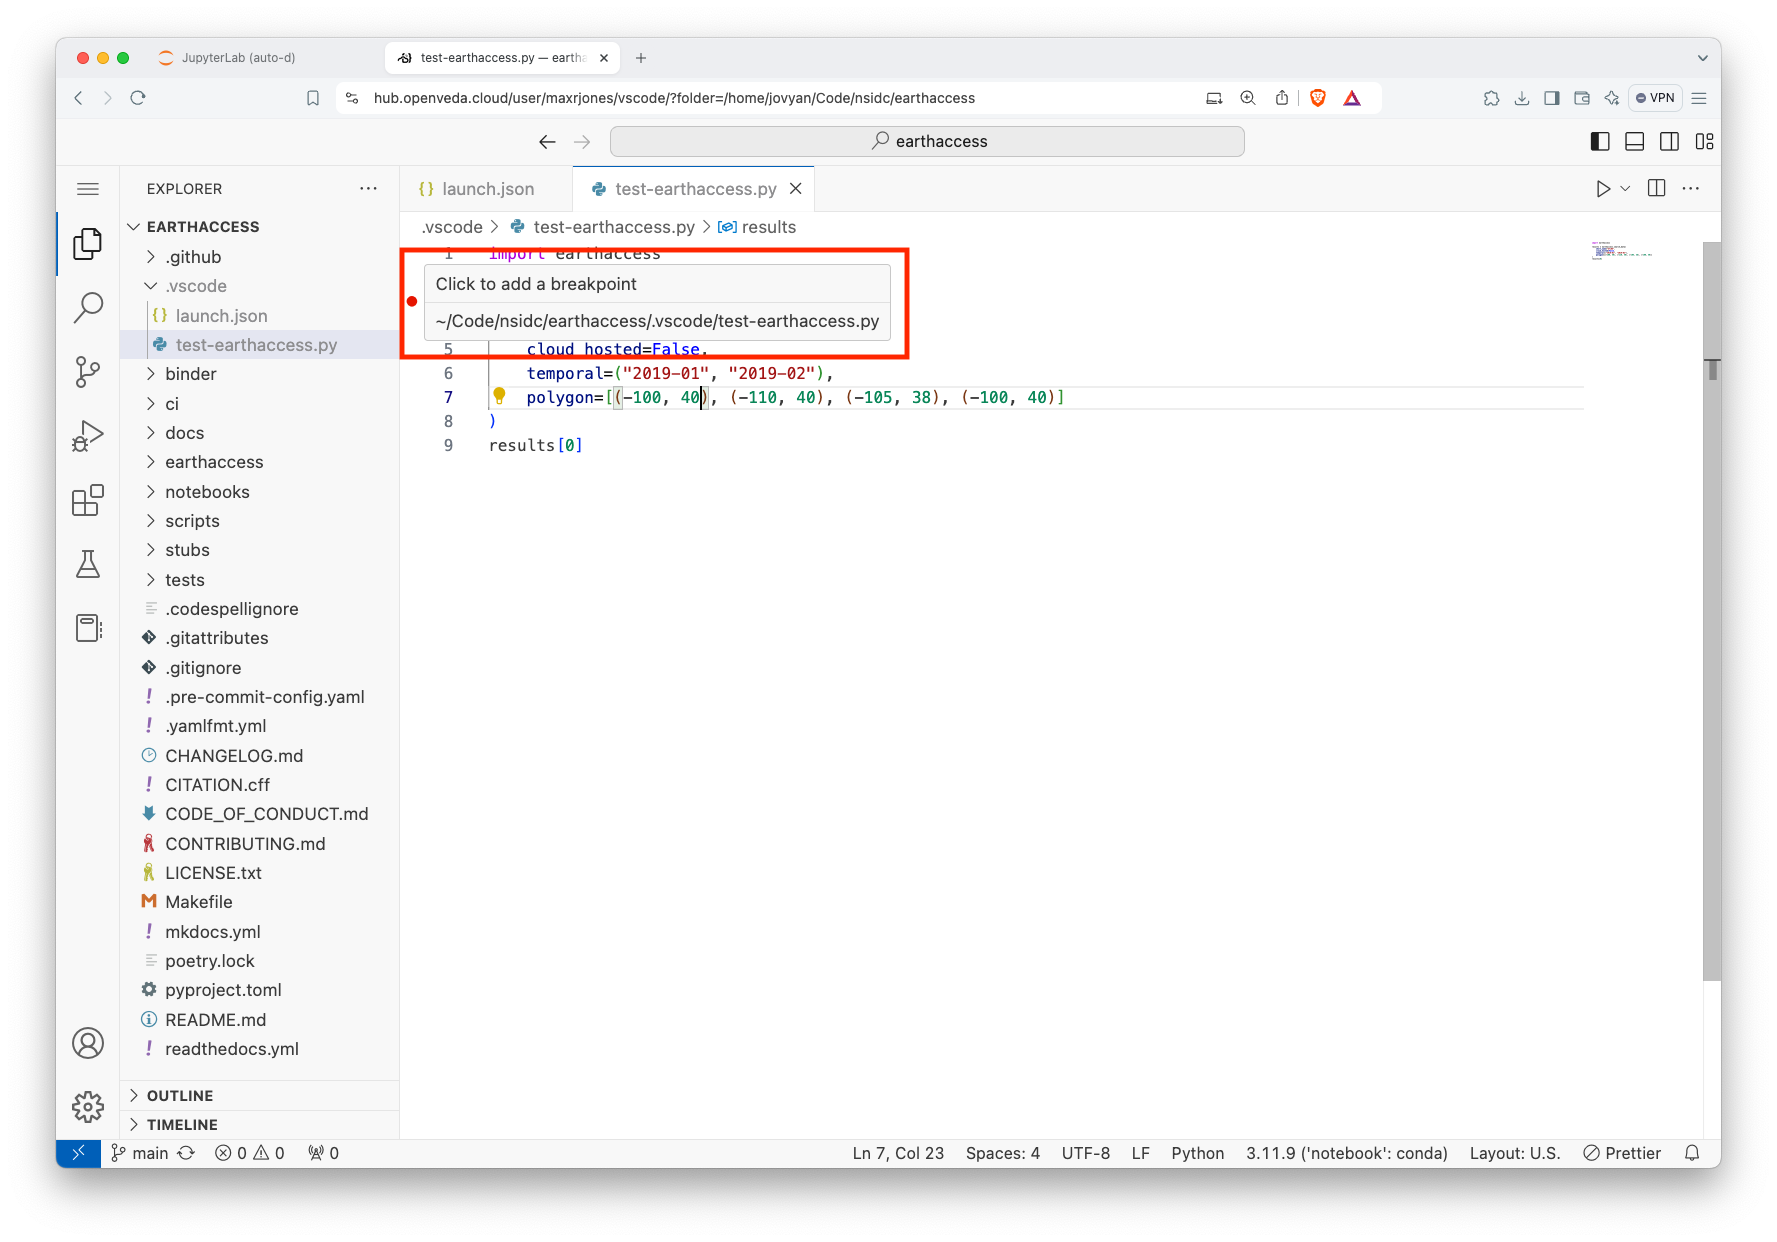 JupyterLab (auto-d)
test-earthaccess.py — eartha
hub.openveda.cloud/user/maxrjones/vscode/?folder=/home/jovyan/Code/nsidc/earthaccess
VPN
earthaccess
EXPLORER
launch.json
test-earthaccess.py
.vscode > test-earthaccess.py > results
EARTHACCESS
.github
.vscode
launch.json
test-earthaccess.py
binder
ci
docs
earthaccess
notebooks
scripts
stubs
tests
.codespellignore
.gitattributes
.gitignore
.pre-commit-config.yaml
.yamlfmt.yml
CHANGELOG.md
CITATION.cff
CODE_OF_CONDUCT.md
CONTRIBUTING.md
LICENSE.txt
Makefile
mkdocs.yml
poetry.lock
pyproject.toml
README.md
readthedocs.yml
OUTLINE
TIMELINE
1 import earthaccess
Click to add a breakpoint
~/Code/nsidc/earthaccess/.vscode/test-earthaccess.py
5 cloud_hosted=False,
6 temporal=("2019-01", "2019-02"),
7 polygon=[(-100, 40), (-110, 40), (-105, 38), (-100, 40)]
8 )
9 results[0]
main 0 0 0
Ln 7, Col 23 Spaces: 4 UTF-8 LF Python 3.11.9 ('notebook': conda) Layout: U.S. Prettier